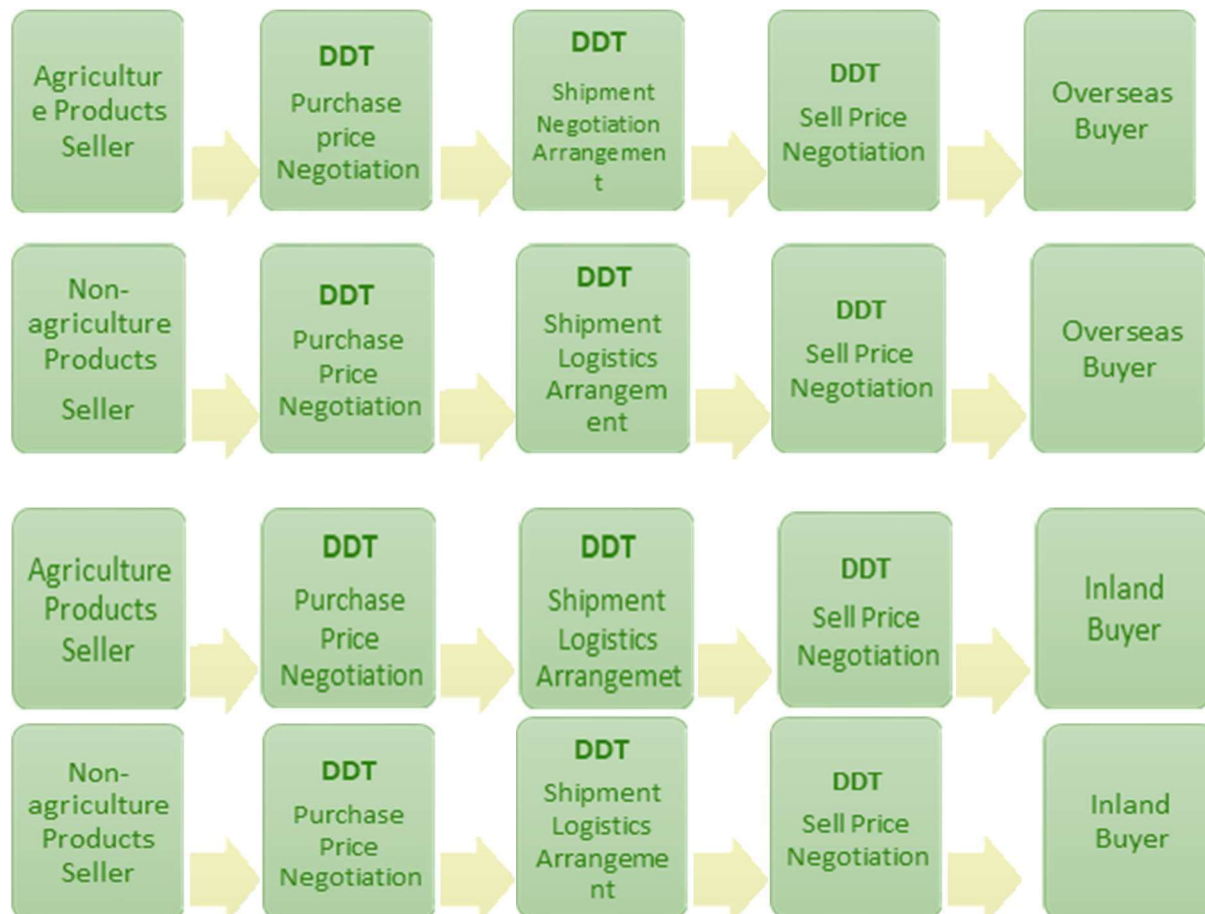 Agricultur
e Products
Seller
DDT
Purchase
price
Negotiation
DDT
Shipment
Negotiation
Arrangemen
t
DDT
Sell Price
Negotiation
Overseas
Buyer
Non-
agriculture
Products
Seller
DDT
Purchase
Price
Negotiation
DDT
Shipment
Logistics
Arrangem
ent
DDT
Sell Price
Negotiation
Overseas
Buyer
Agriculture
Products
Seller
DDT
Purchase
Price
Negotiation
DDT
Shipment
Logistics
Arrangemet
DDT
Sell Price
Negotiation
Inland
Buyer
Non-
agriculture
Products
Seller
DDT
Purchase
Price
Negotiation
DDT
Shipment
Logistics
Arrangeme
nt
DDT
Sell Price
Negotiation
Inland
Buyer